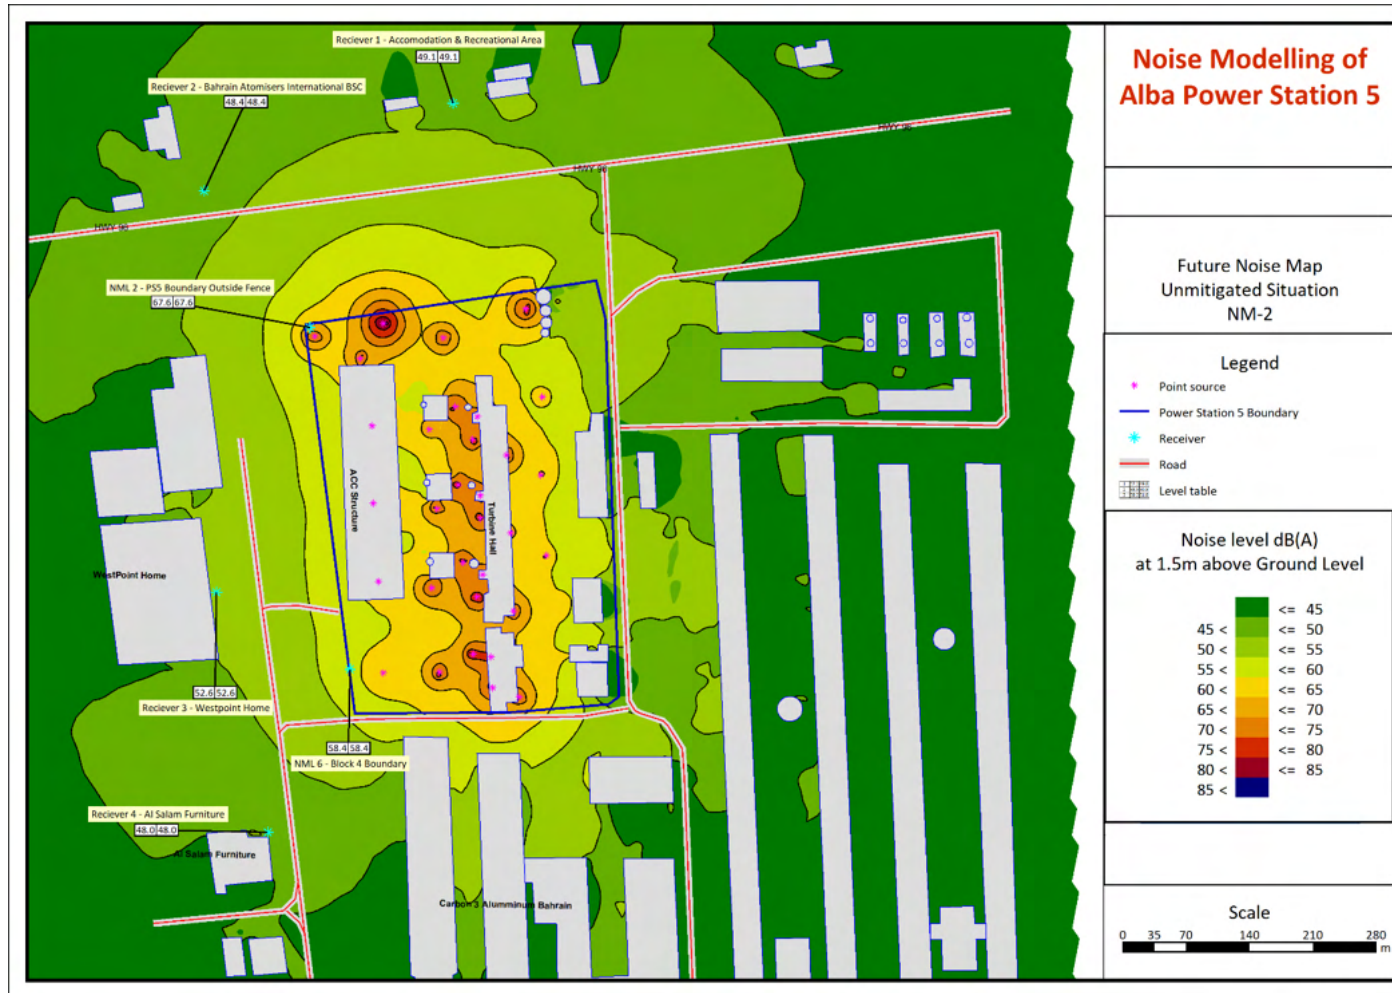 Noise Modelling of
Alba Power Station 5
Future Noise Map
Unmitigated Situation
NM-2
Legend
Point source
Power Station 5 Boundary
Receiver
Road
Level table
Noise level dB(A)
at 1.5m above Ground Level
<= 45
45 < <= 50
50 < <= 55
55 < <= 60
60 < <= 65
65 < <= 70
70 < <= 75
75 < <= 80
80 < <= 85
85 <
Scale
0 35 70 140 210 280
m
Reciever 1 - Accomodation & Recreational Area
49.1 49.1
Reciever 2 - Bahrain Atomisers International BSC
48.4 48.4
HWY 96
HWY 96
HWY 96
NML 2 - PS5 Boundary Outside Fence
67.6 67.6
ACC Structure
Turbine Hall
WestPoint Home
52.6 52.6
Reciever 3 - Westpoint Home
58.4 58.4
NML 6 - Block 4 Boundary
Reciever 4 - Al Salam Furniture
48.0 48.0
Al Salam Furniture
Carbon 3 Alumminum Bahrain